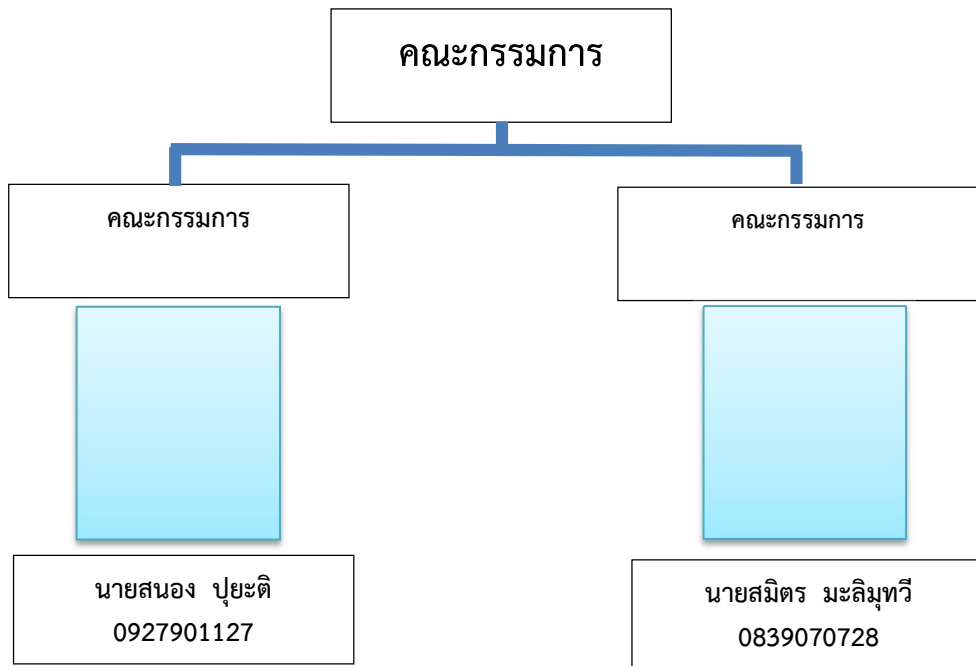 คณะกรรมการ
คณะกรรมการ
คณะกรรมการ
นายสนอง ปุยะติ
0927901127
นายสมิตร มะลิมุทวี
0839070728